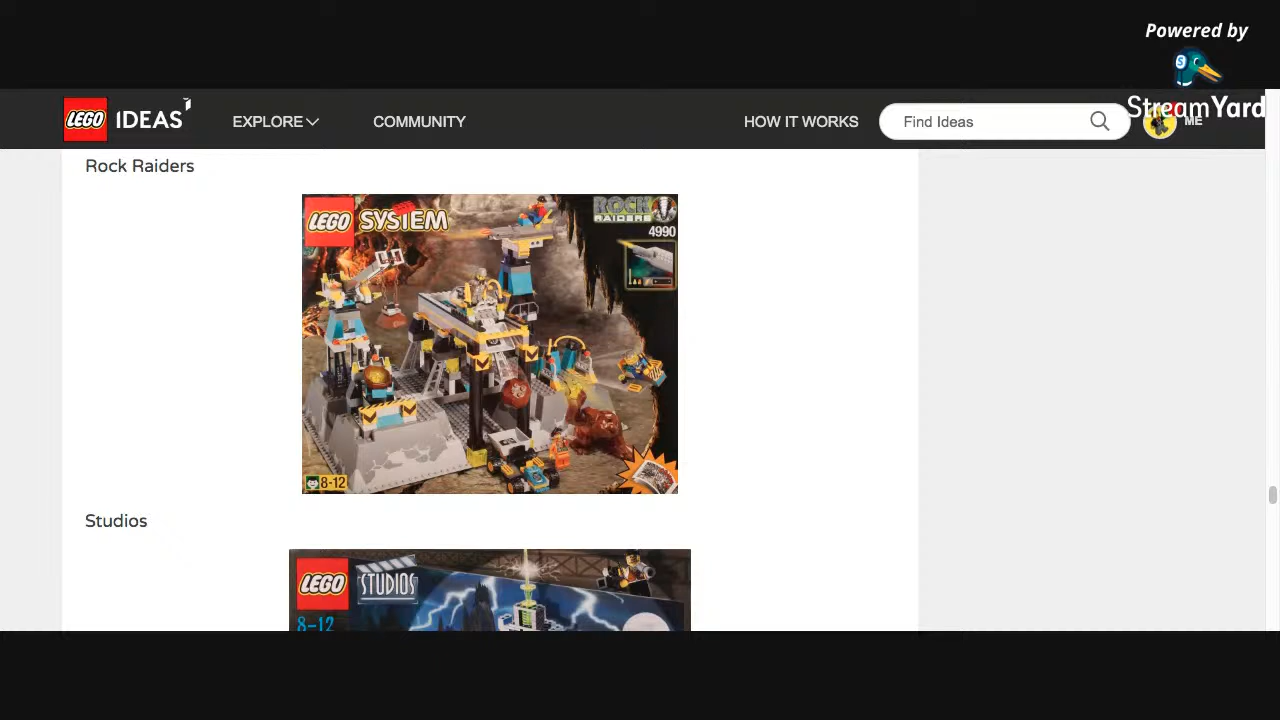 Powered by
StreamYard
LEGO IDEAS
EXPLORE
COMMUNITY
HOW IT WORKS
Find Ideas
ME
Rock Raiders
LEGO SYSTEM
ROCK
RAIDERS
4990
8-12
Studios
LEGO STUDIOS
8-12